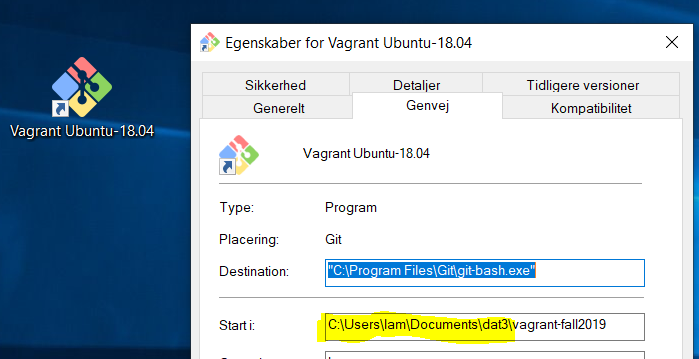 Vagrant Ubuntu-18.04
Egenskaber for Vagrant Ubuntu-18.04
Sikkerhed Detaljer Tidligere versioner
Generelt Genvej Kompatibilitet
Vagrant Ubuntu-18.04
Type: Program
Placering: Git
Destination: "C:\Program Files\Git\git-bash.exe"
Start i: C:\Users\lam\Documents\dat3\vagrant-fall2019